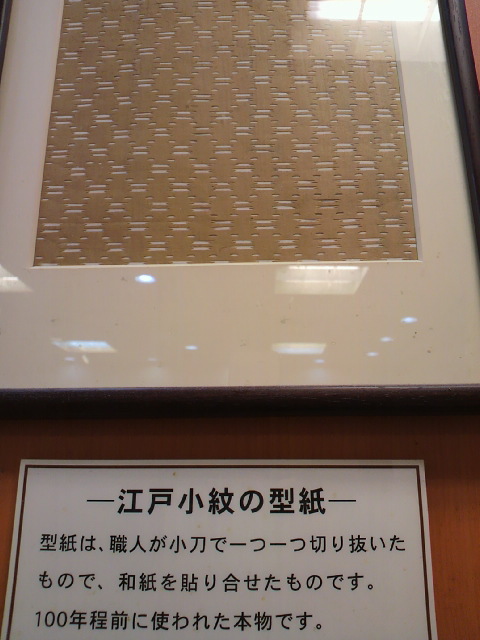 ―江戸小紋の型紙―
型紙は、職人が小刀で一つ一つ切り抜いた
もので、和紙を貼り合せたものです。
100年程前に使われた本物です。